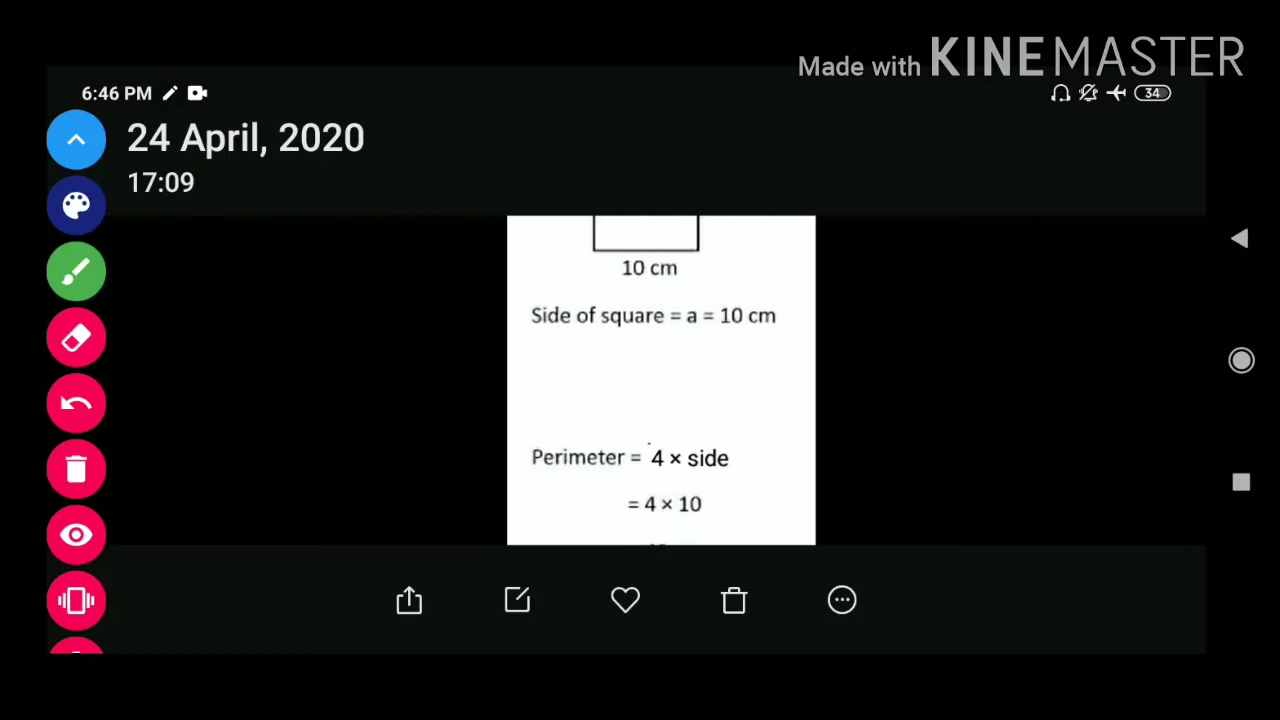 Made with KINEMASTER
6:46 PM
34
24 April, 2020
17:09
10 cm
Side of square = a = 10 cm
Perimeter = 4 × side
= 4 × 10